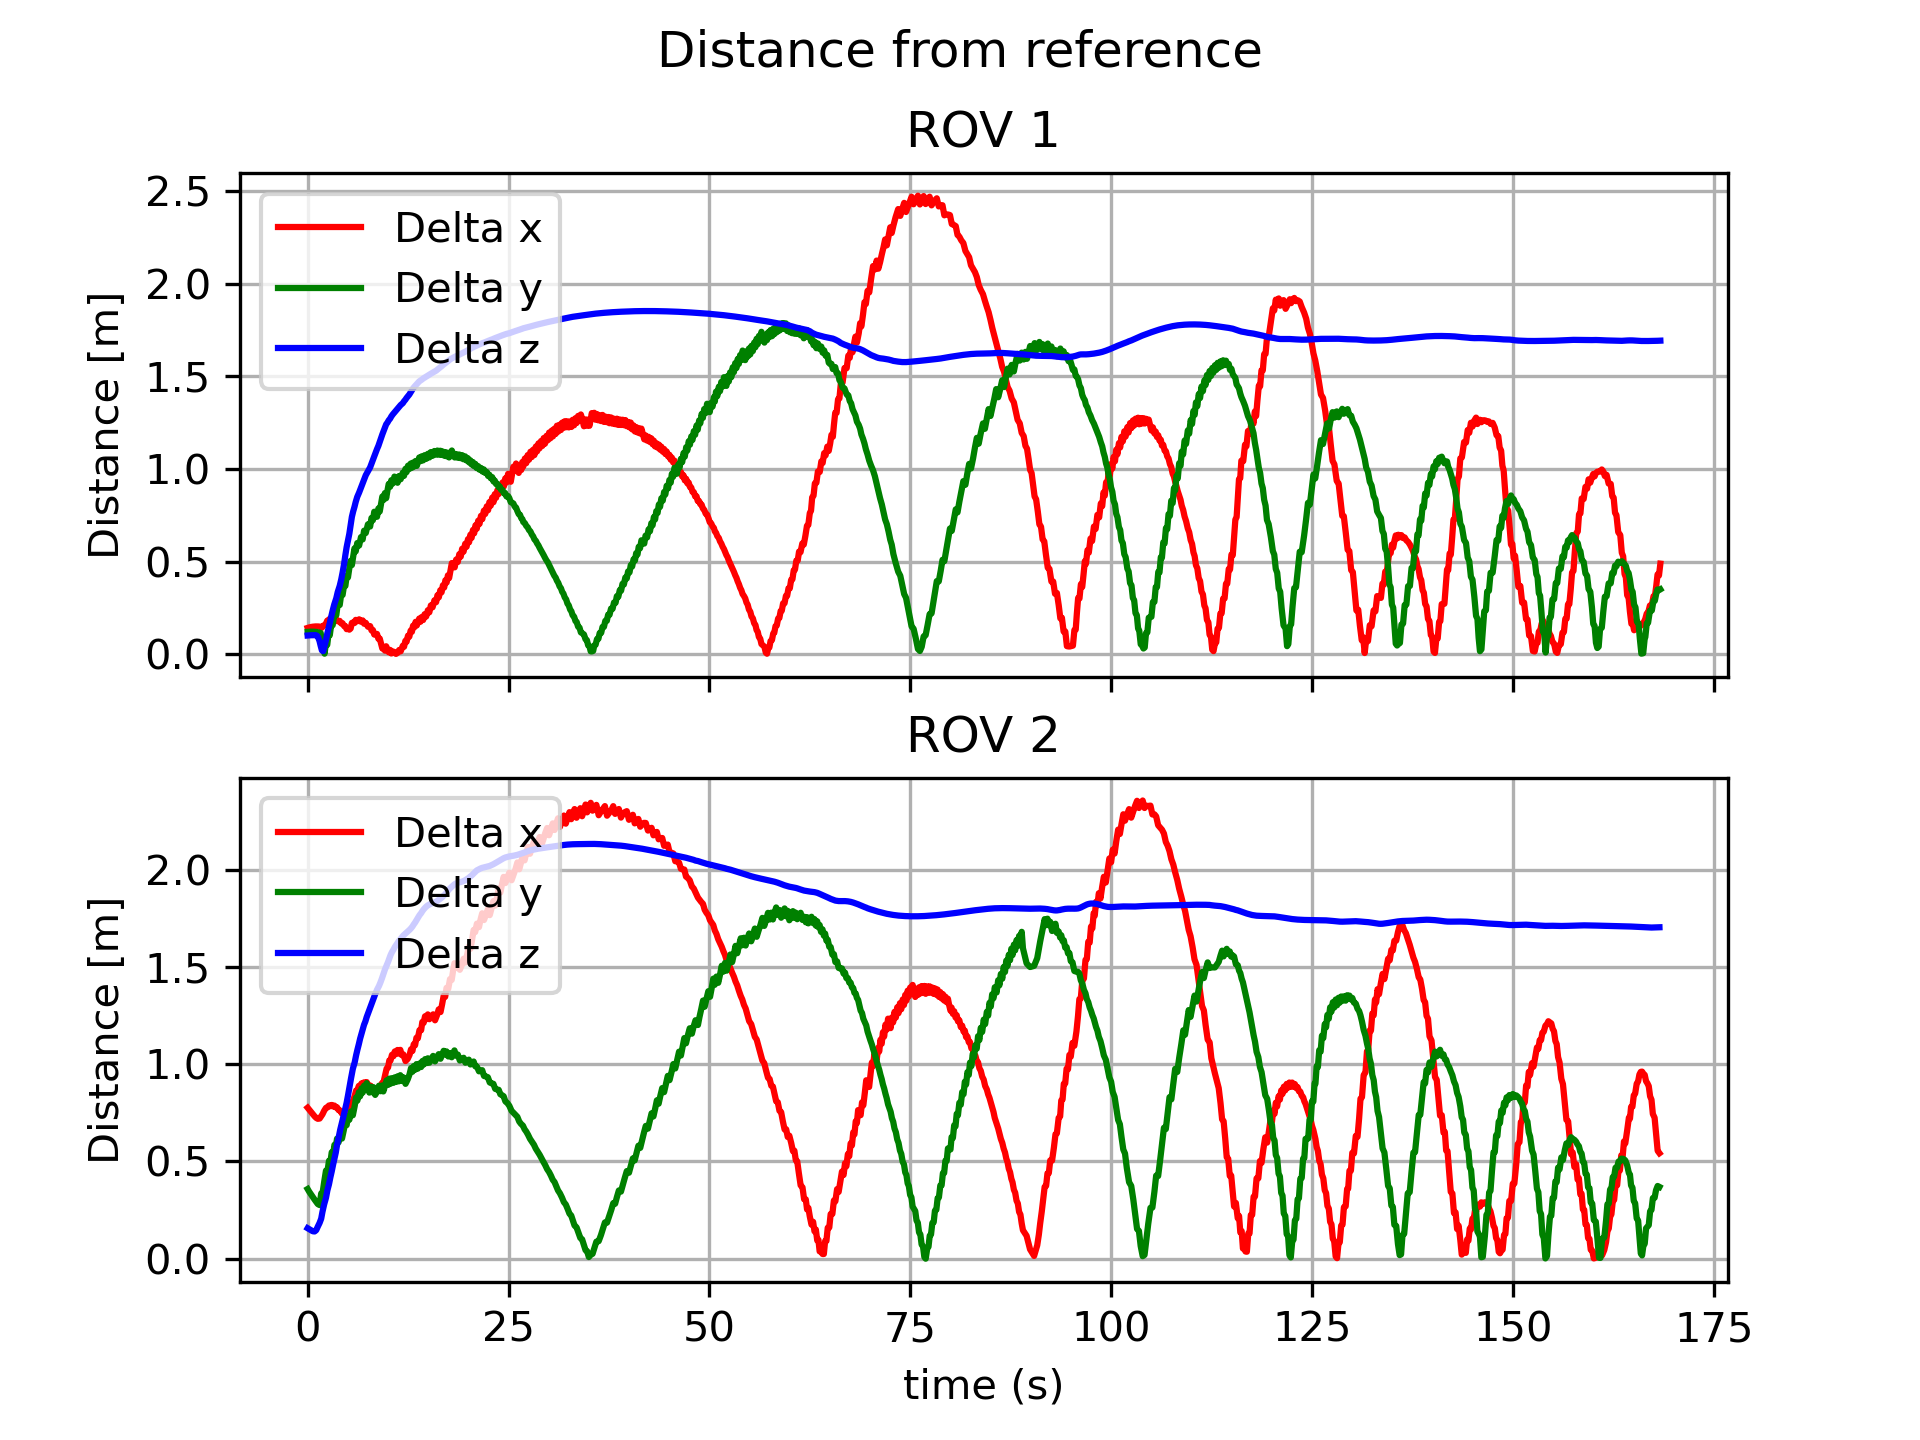 Distance from reference
ROV 1
Distance [m]
2.5
2.0
1.5
1.0
0.5
0.0
Delta x
Delta y
Delta z
ROV 2
Distance [m]
2.0
1.5
1.0
0.5
0.0
Delta x
Delta y
Delta z
0 25 50 75 100 125 150 175
time (s)